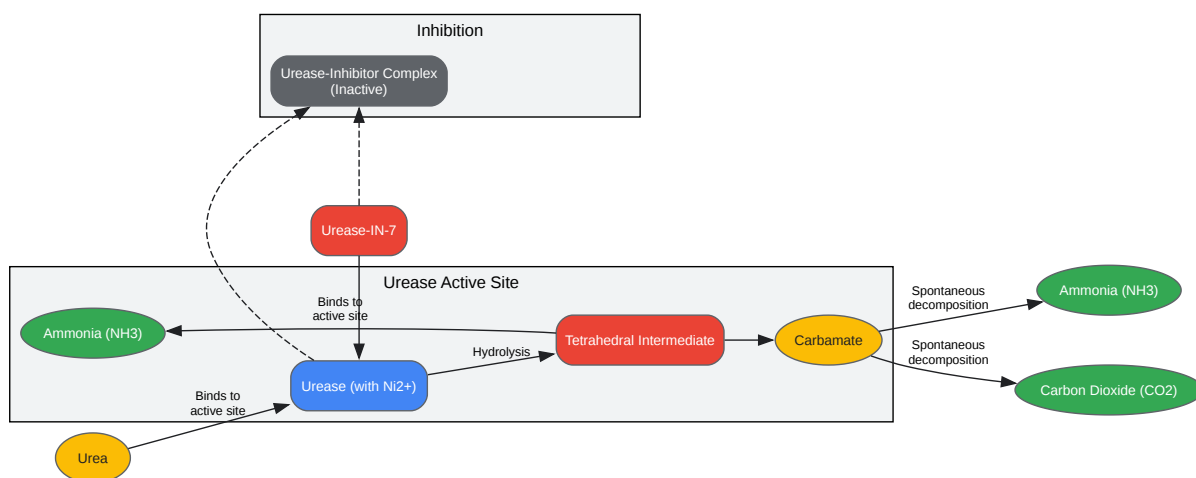 Inhibition
Urease-Inhibitor Complex
(Inactive)
Urease-IN-7
Urease Active Site
Binds to
active site
Ammonia (NH3)
Tetrahedral Intermediate
Carbamate
Hydrolysis
Urease (with Ni2+)
Binds to
active site
Urea
Spontaneous
decomposition
Ammonia (NH3)
Spontaneous
decomposition
Carbon Dioxide (CO2)